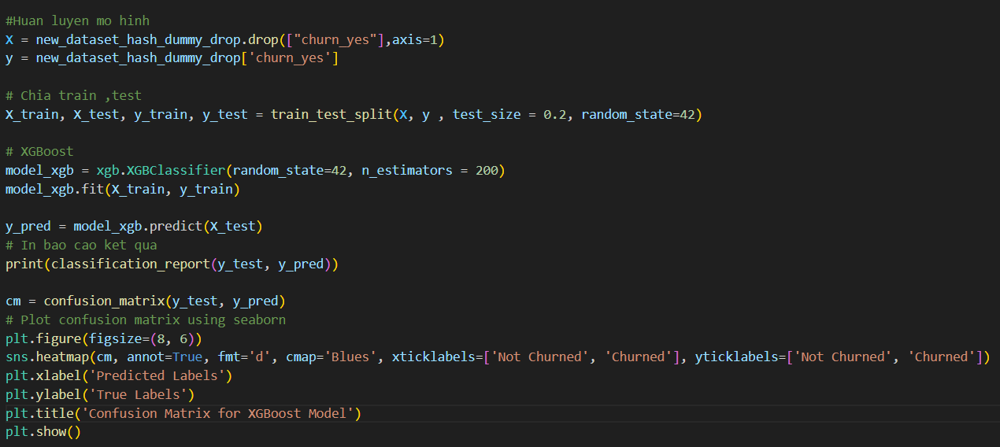 #Huan luyen mo hinh
X = new_dataset_hash_dummy_drop.drop(["churn_yes"],axis=1)
y = new_dataset_hash_dummy_drop['churn_yes']
# Chia train ,test
X_train, X_test, y_train, y_test = train_test_split(X, y , test_size = 0.2, random_state=42)
# XGBoost
model_xgb = xgb.XGBClassifier(random_state=42, n_estimators = 200)
model_xgb.fit(X_train, y_train)
y_pred = model_xgb.predict(X_test)
# In bao cao ket qua
print(classification_report(y_test, y_pred))
cm = confusion_matrix(y_test, y_pred)
# Plot confusion matrix using seaborn
plt.figure(figsize=(8, 6))
sns.heatmap(cm, annot=True, fmt='d', cmap='Blues', xticklabels=['Not Churned', 'Churned'], yticklabels=['Not Churned', 'Churned'])
plt.xlabel('Predicted Labels')
plt.ylabel('True Labels')
plt.title('Confusion Matrix for XGBoost Model')
plt.show()